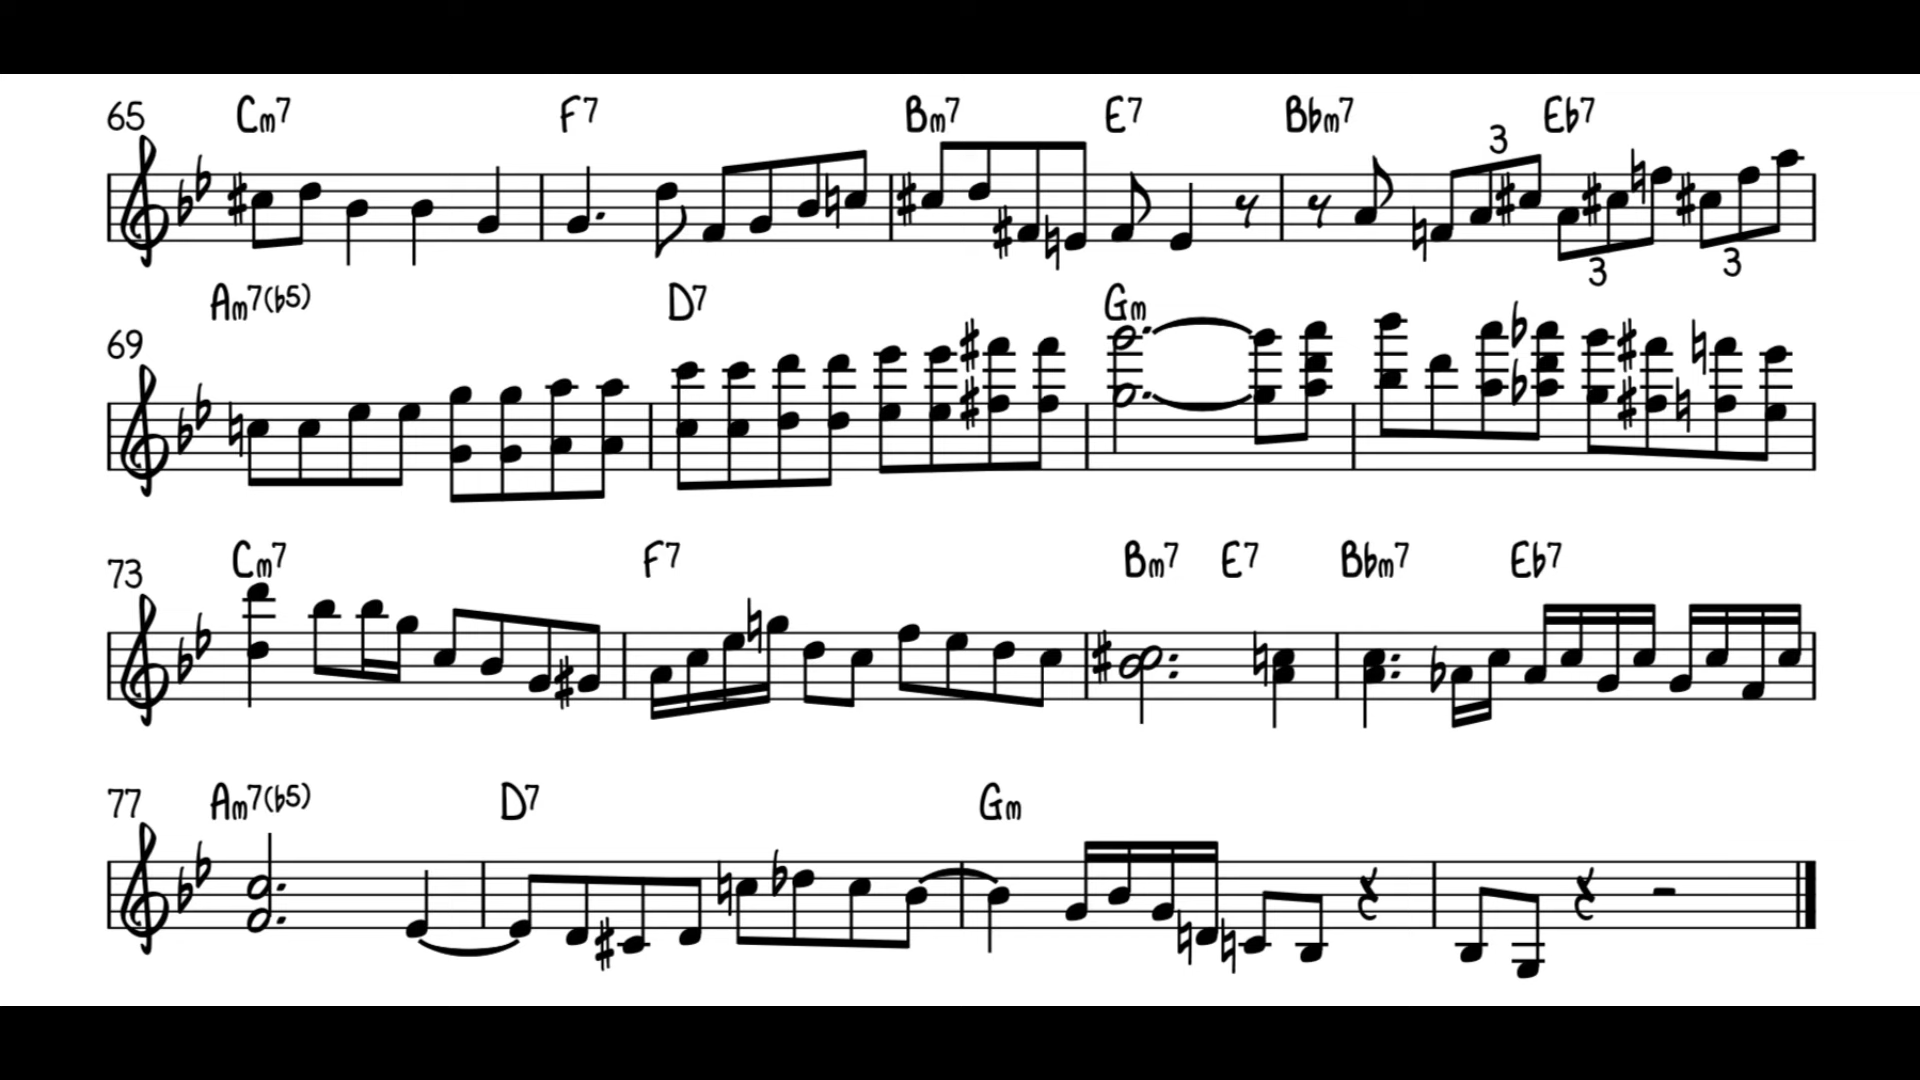 65 Cm7 F7 Bm7 E7 Bbm7 Eb7
3
3 3
69 Am7(b5) D7 Gm
73 Cm7 F7 Bm7 E7 Bbm7 Eb7
77 Am7(b5) D7 Gm